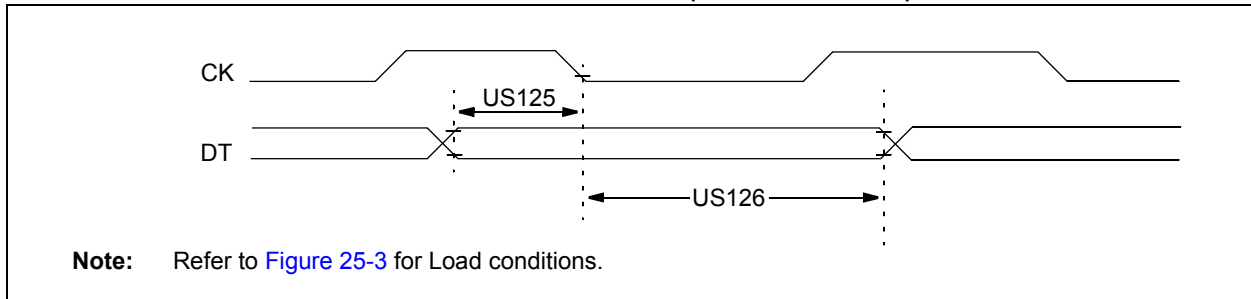 CK
US125
DT
US126
Note: Refer to Figure 25-3 for Load conditions.